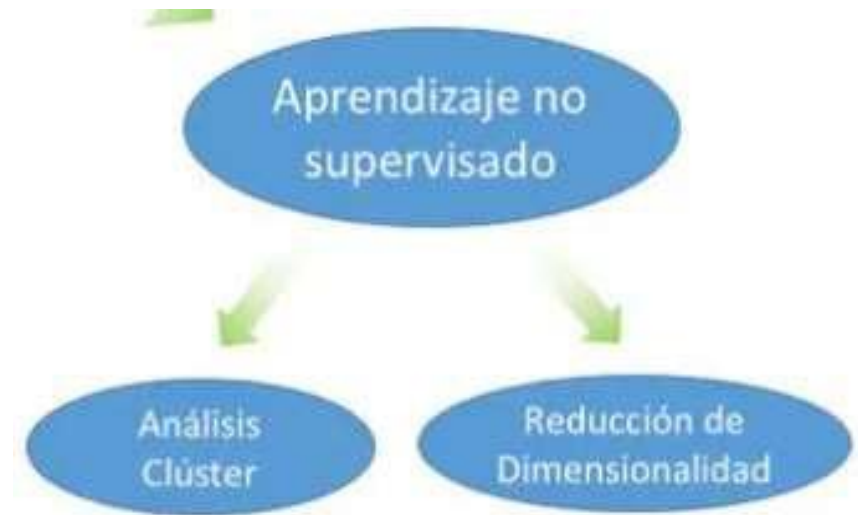 Aprendizaje no
supervisado
Análisis
Clúster
Reducción de
Dimensionalidad